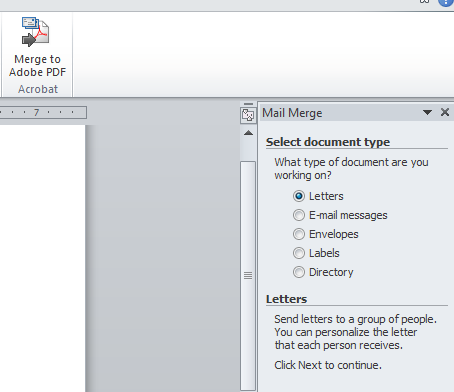 Merge to
Adobe PDF
Acrobat
7
Mail Merge
Select document type
What type of document are you
working on?
Letters
E-mail messages
Envelopes
Labels
Directory
Letters
Send letters to a group of people.
You can personalize the letter
that each person receives.
Click Next to continue.